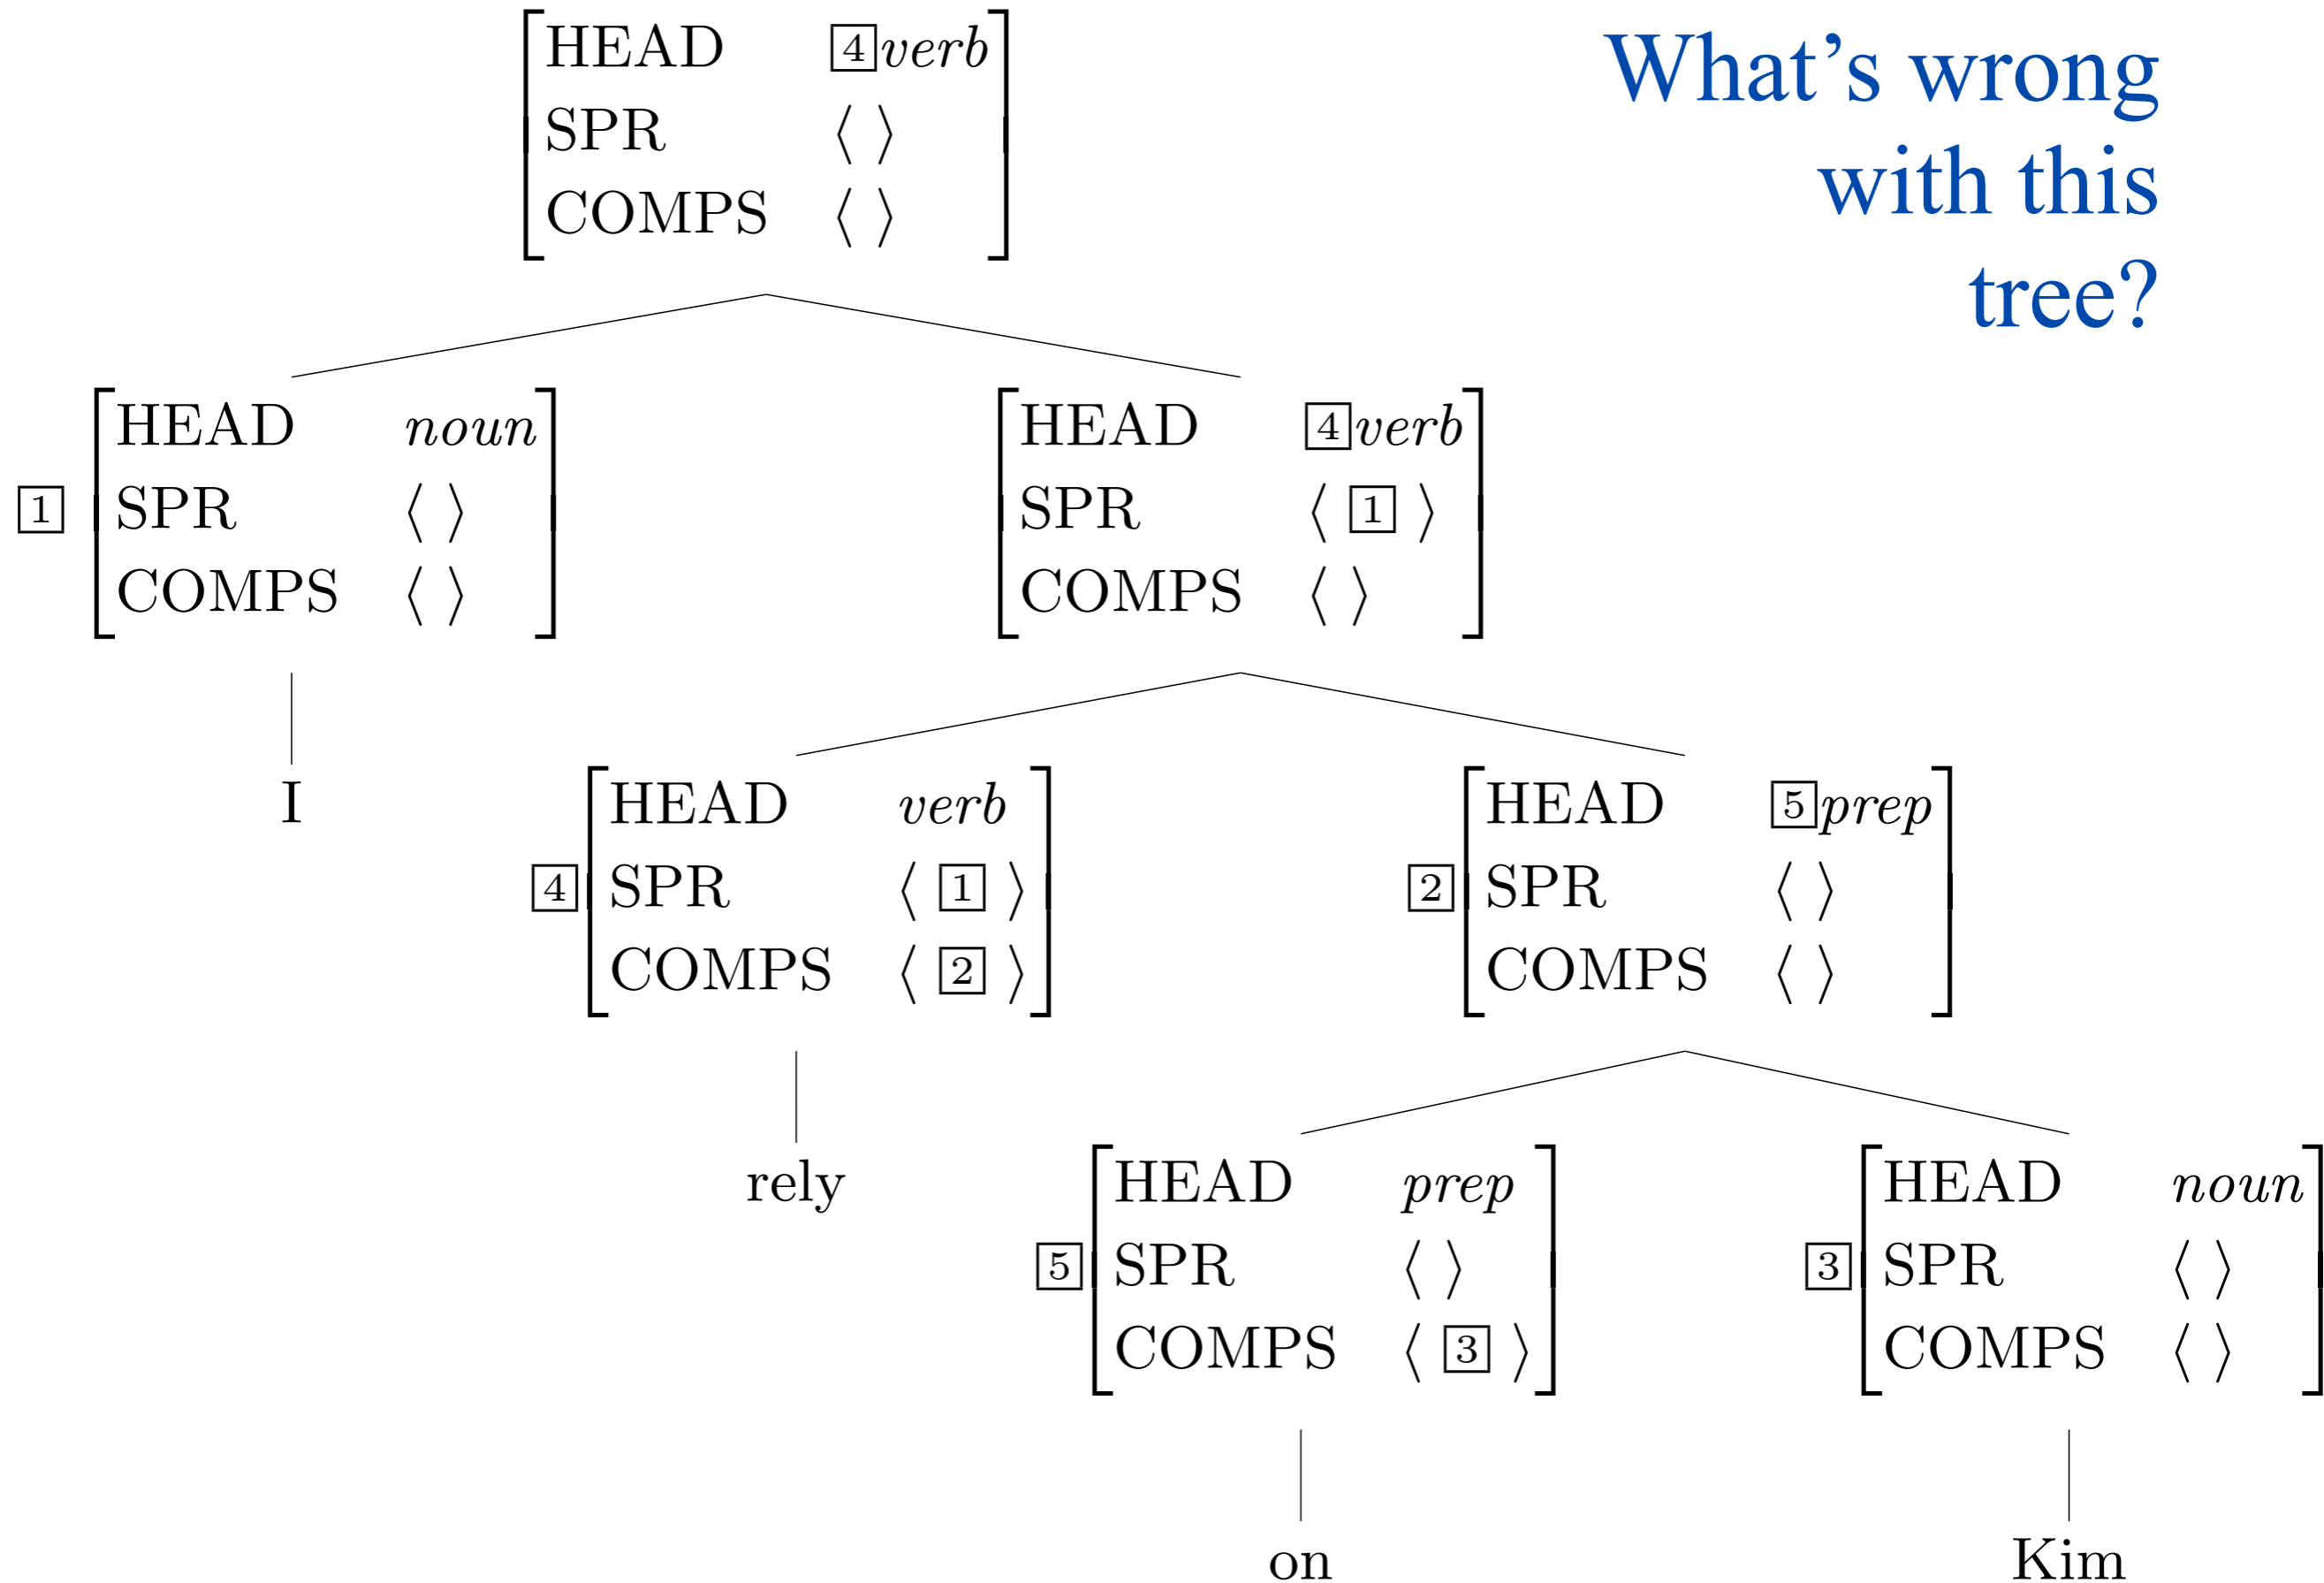 What's wrong
with this
tree?
HEAD 4 verb
SPR ⟨ ⟩
COMPS ⟨ ⟩
1
HEAD noun
SPR ⟨ ⟩
COMPS ⟨ ⟩
HEAD 4 verb
SPR ⟨ 1 ⟩
COMPS ⟨ ⟩
I
4
HEAD verb
SPR ⟨ 1 ⟩
COMPS ⟨ 2 ⟩
2
HEAD 5 prep
SPR ⟨ ⟩
COMPS ⟨ ⟩
rely
5
HEAD prep
SPR ⟨ ⟩
COMPS ⟨ 3 ⟩
3
HEAD noun
SPR ⟨ ⟩
COMPS ⟨ ⟩
on
Kim